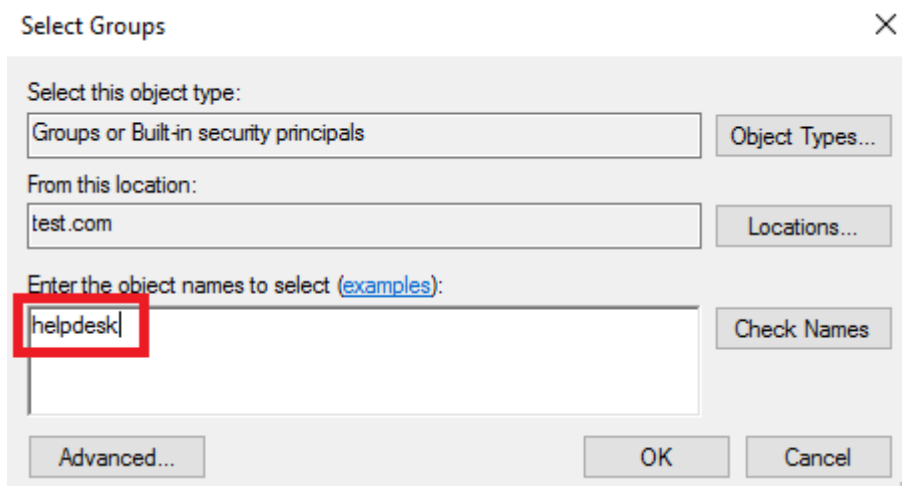 Select Groups
Select this object type:
Groups or Built-in security principals
Object Types...
From this location:
test.com
Locations...
Enter the object names to select (examples):
helpdesk
Check Names
Advanced...
OK
Cancel